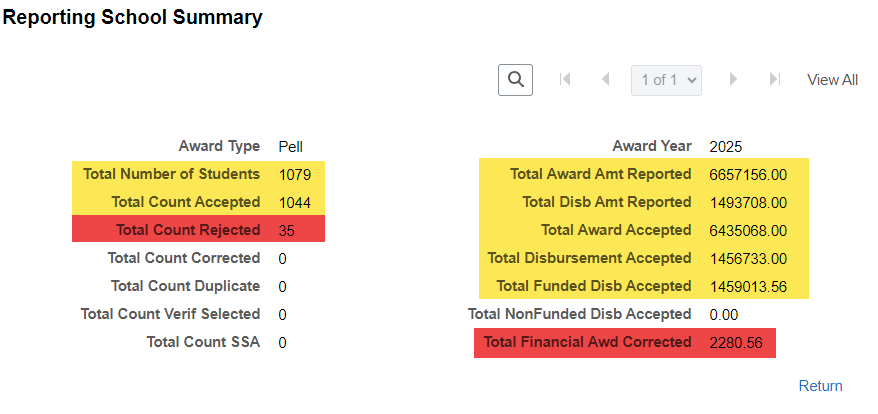 Reporting School Summary
1 of 1 View All
Award Type Pell Award Year 2025
Total Number of Students 1079 Total Award Amt Reported 6657156.00
Total Count Accepted 1044 Total Disb Amt Reported 1493708.00
Total Count Rejected 35 Total Award Accepted 6435068.00
Total Count Corrected 0 Total Disbursement Accepted 1456733.00
Total Count Duplicate 0 Total Funded Disb Accepted 1459013.56
Total Count Verif Selected 0 Total NonFunded Disb Accepted 0.00
Total Count SSA 0 Total Financial Awd Corrected 2280.56
Return